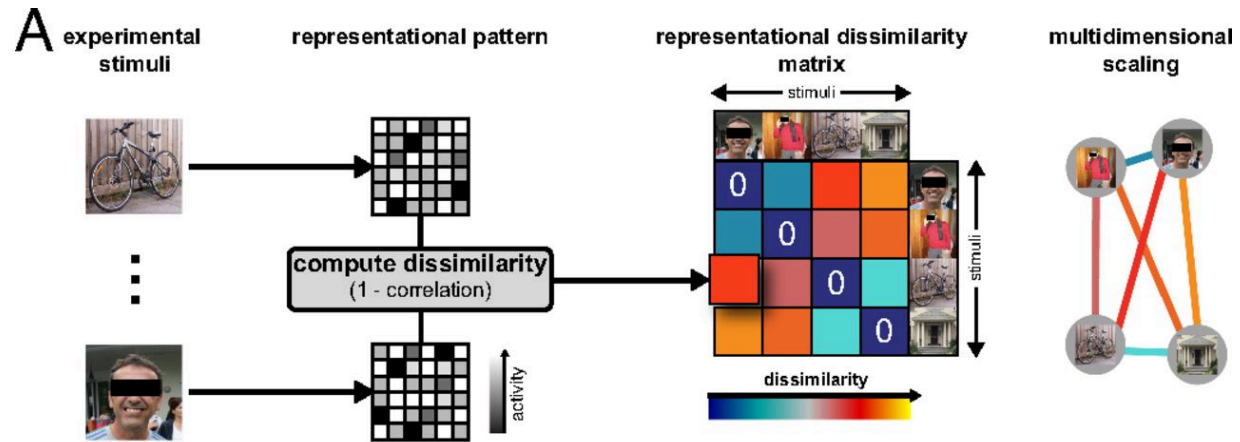 A
experimental
stimuli
representational pattern
representational dissimilarity
matrix
multidimensional
scaling
stimuli
0
0
0
0
stimuli
compute dissimilarity
(1 - correlation)
activity
dissimilarity